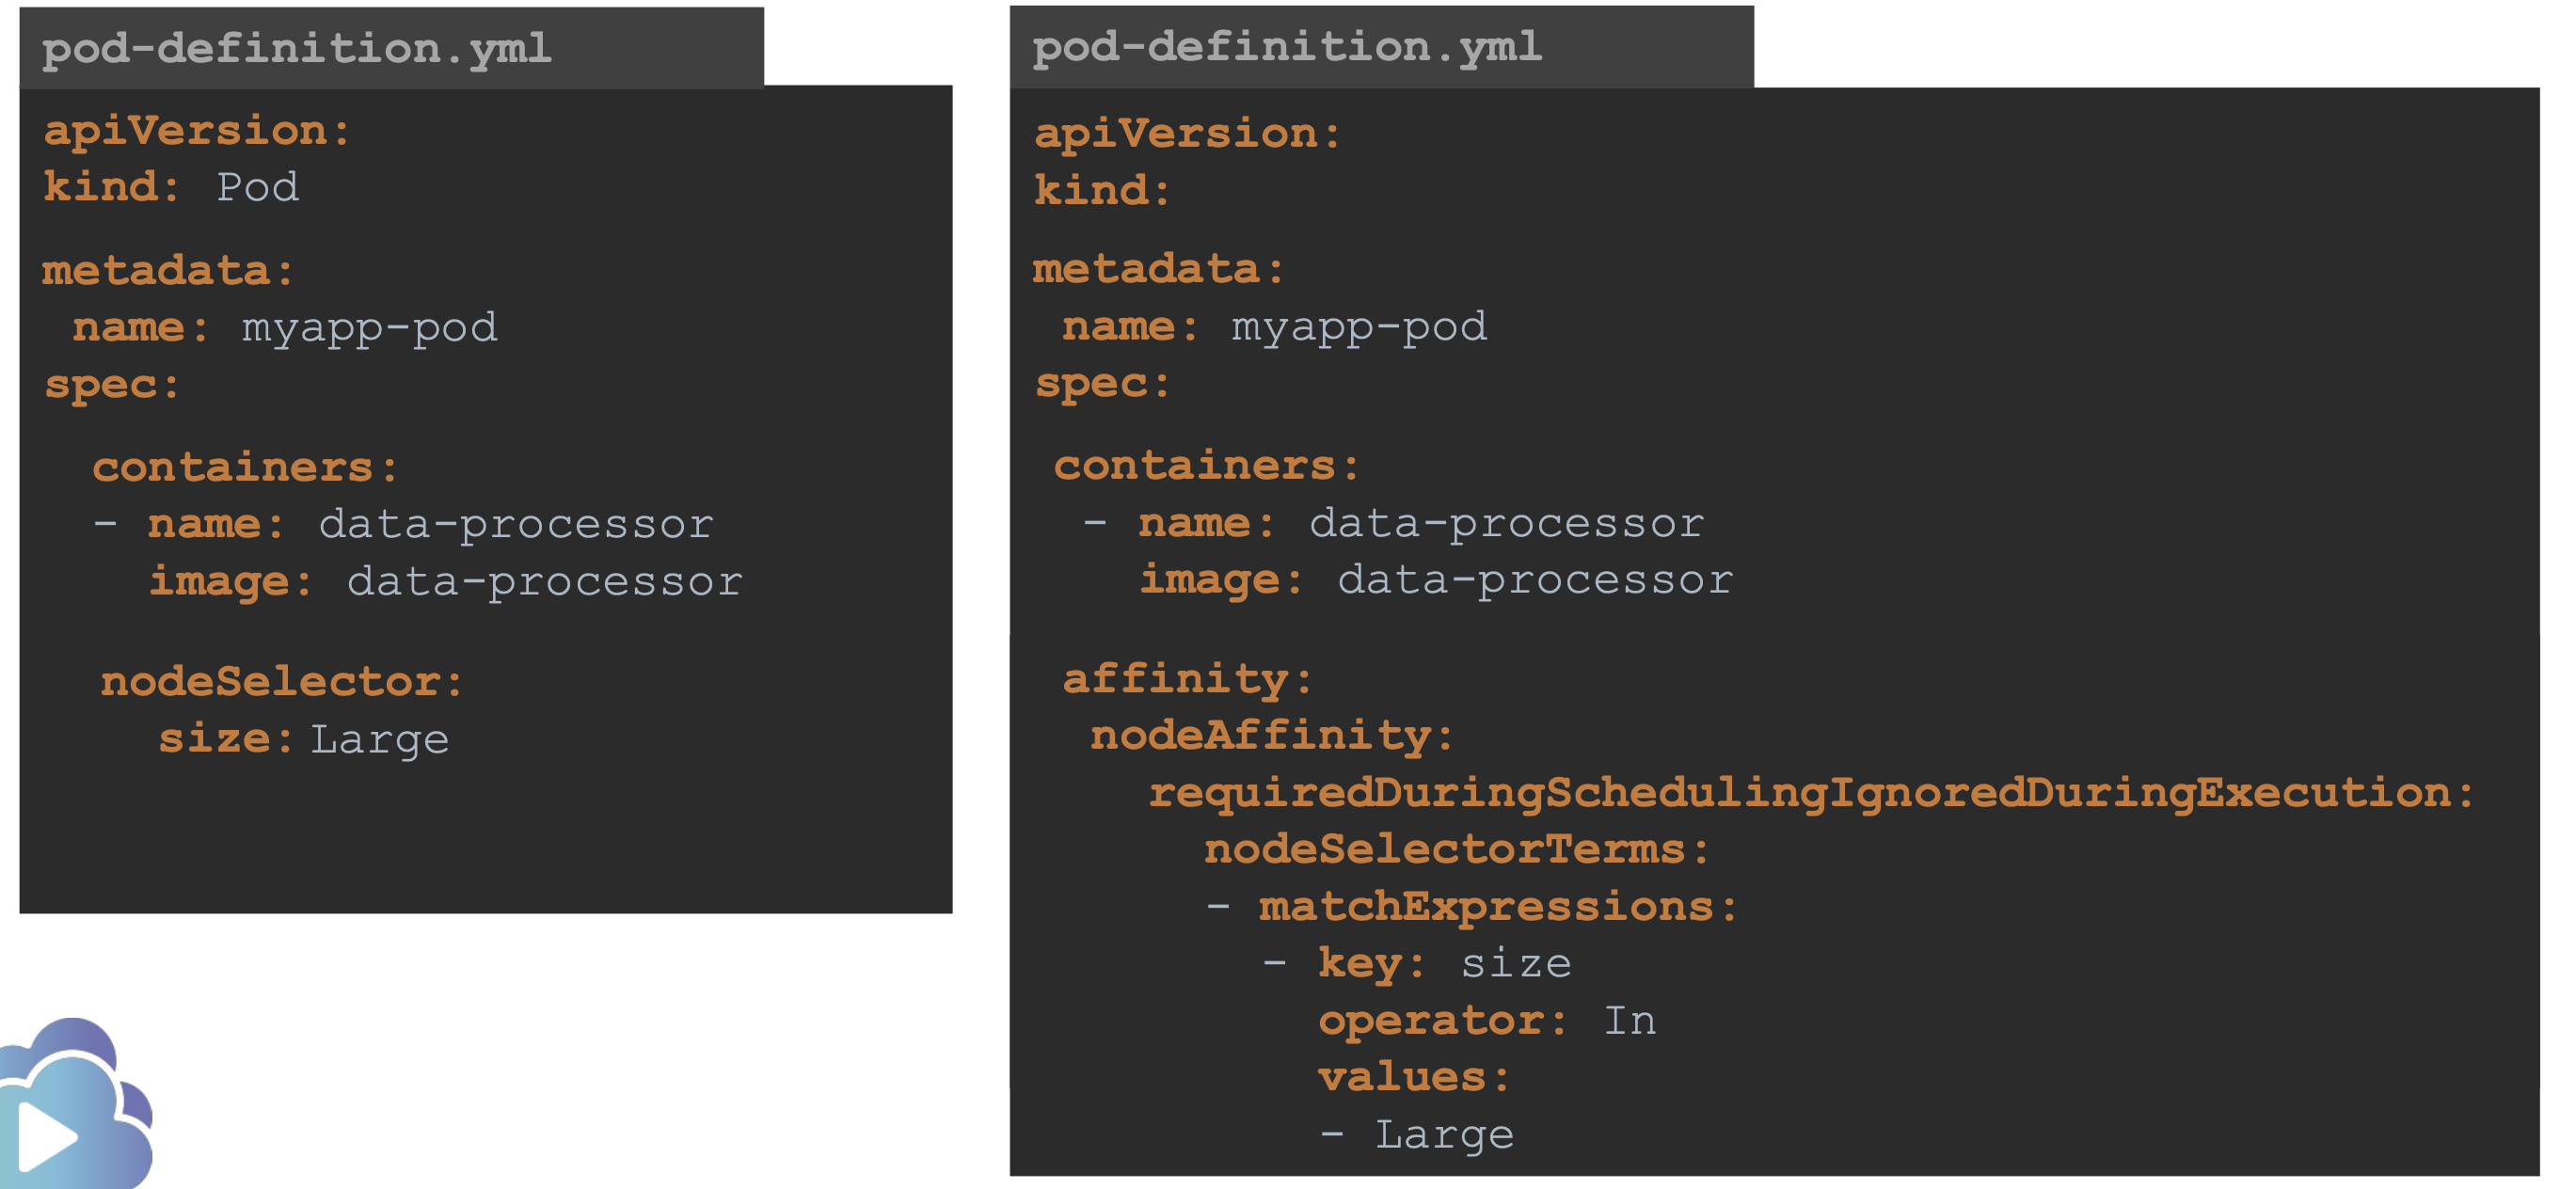 pod-definition.yml
apiVersion:
kind: Pod
metadata:
name: myapp-pod
spec:
containers:
- name: data-processor
image: data-processor
nodeSelector:
size: Large
pod-definition.yml
apiVersion:
kind:
metadata:
name: myapp-pod
spec:
containers:
- name: data-processor
image: data-processor
affinity:
nodeAffinity:
requiredDuringSchedulingIgnoredDuringExecution:
nodeSelectorTerms:
- matchExpressions:
- key: size
operator: In
values:
- Large